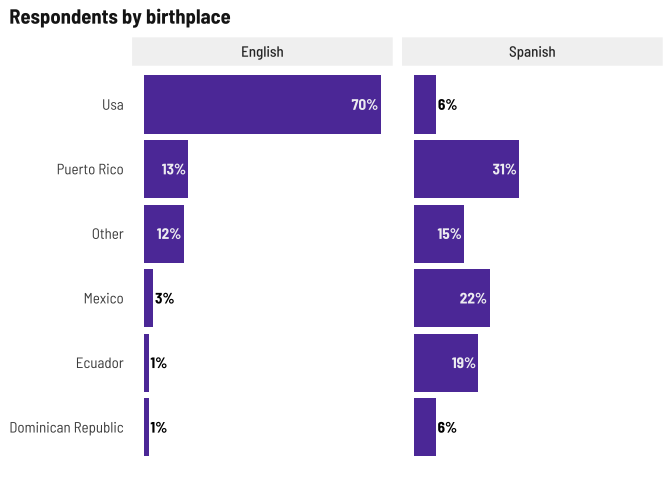 Respondents by birthplace
English Spanish
Usa 70% 6%
Puerto Rico 13% 31%
Other 12% 15%
Mexico 3% 22%
Ecuador 1% 19%
Dominican Republic 1% 6%